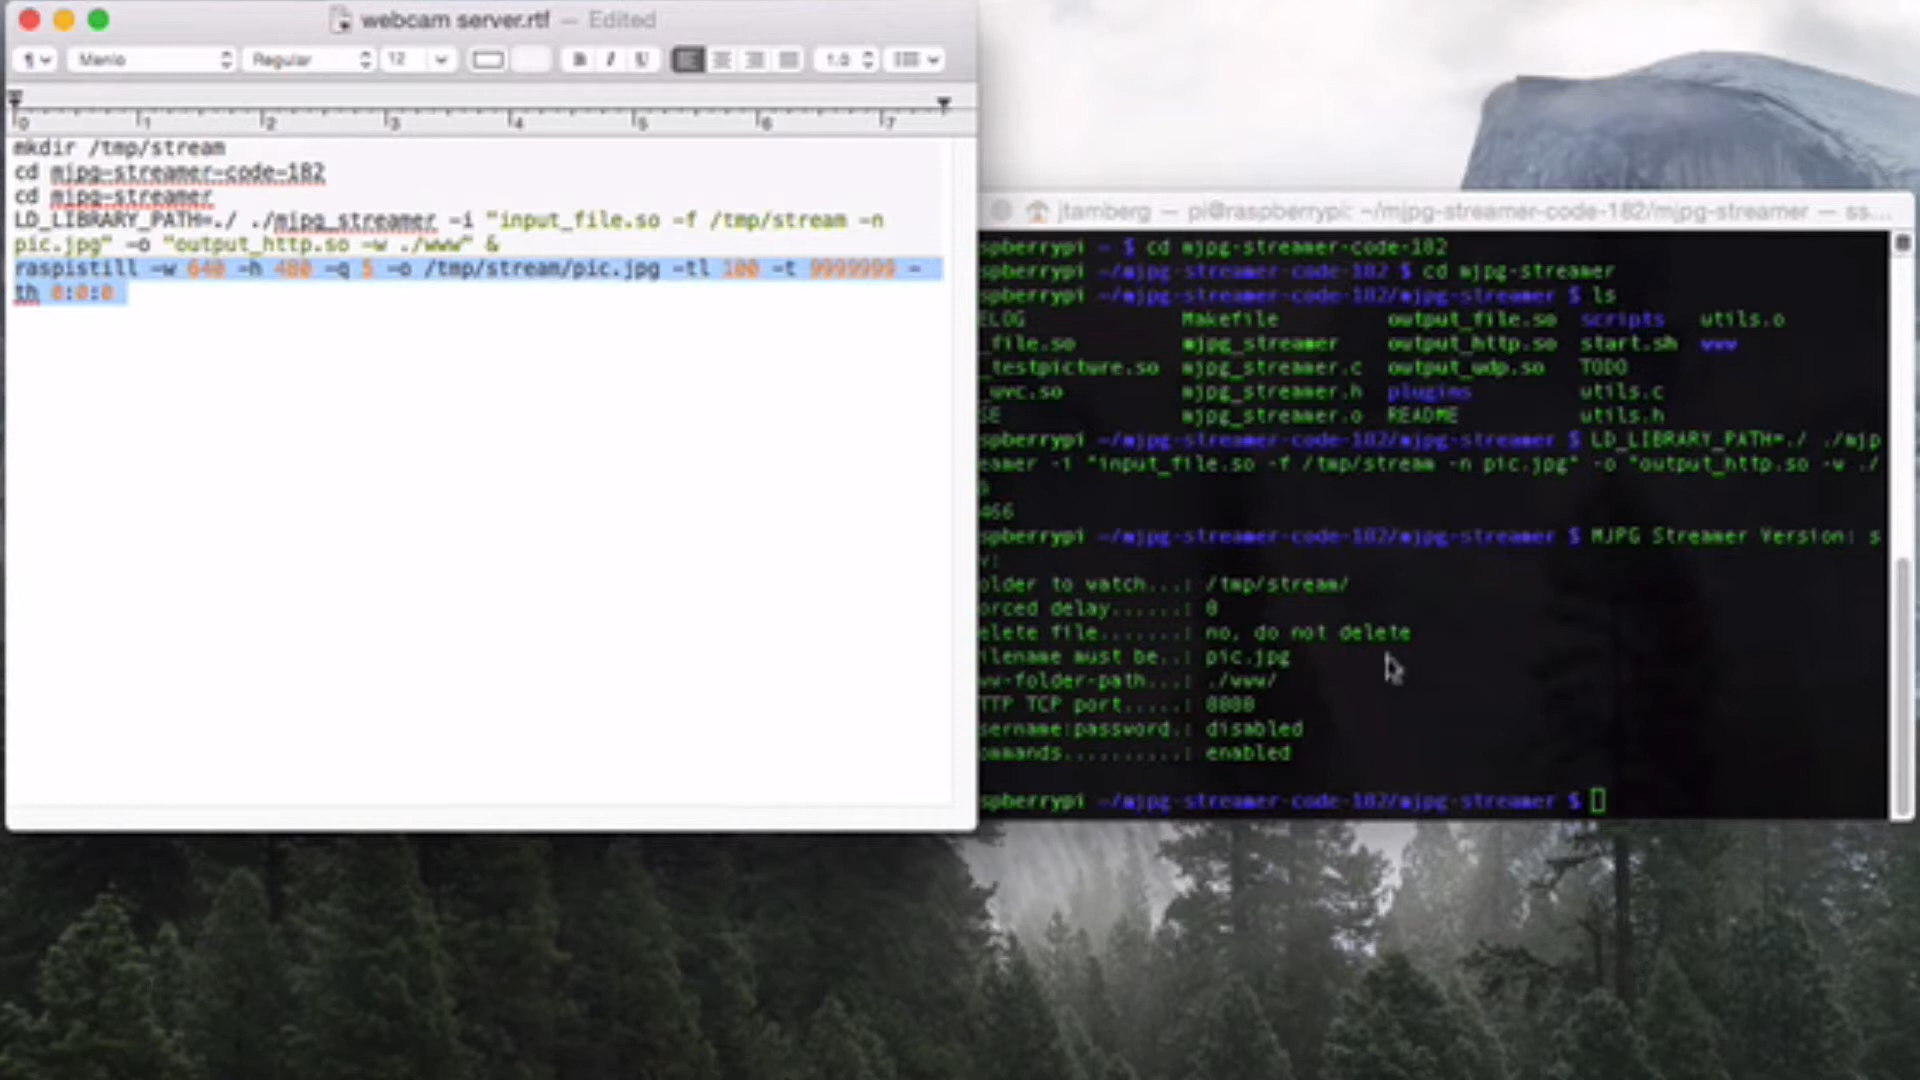 webcam server.rtf — Edited
¶ Menlo Regular 12 B I U 1.0
0 1 2 3 4 5 6 7
mkdir /tmp/stream
cd mjpg-streamer-code-182
cd mjpg-streamer
LD_LIBRARY_PATH=./ ./mjpg_streamer -i "input_file.so -f /tmp/stream -n
pic.jpg" -o "output_http.so -w ./www" &
raspistill -w 640 -h 480 -q 5 -o /tmp/stream/pic.jpg -tl 100 -t 9999999 -
th 0:0:0
jtamberg — pi@raspberrypi: ~/mjpg-streamer-code-182/mjpg-streamer — ss...
spberrypi ~ $ cd mjpg-streamer-code-182
spberrypi ~/mjpg-streamer-code-182 $ cd mjpg-streamer
spberrypi ~/mjpg-streamer-code-182/mjpg-streamer $ ls
ELOG Makefile output_file.so scripts utils.o
_file.so mjpg_streamer output_http.so start.sh www
_testpicture.so mjpg_streamer.c output_udp.so TODO
_uvc.so mjpg_streamer.h plugins utils.c
GE mjpg_streamer.o README utils.h
spberrypi ~/mjpg-streamer-code-182/mjpg-streamer $ LD_LIBRARY_PATH=./ ./mjp
eamer -i "input_file.so -f /tmp/stream -n pic.jpg" -o "output_http.so -w ./
&
466
spberrypi ~/mjpg-streamer-code-182/mjpg-streamer $ MJPG Streamer Version: s
v:
older to watch...: /tmp/stream/
orced delay......: 0
elete file.......: no, do not delete
ilename must be..: pic.jpg
ww-folder-path...: ./www/
TTP TCP port.....: 8080
sername:password.: disabled
ommands..........: enabled
spberrypi ~/mjpg-streamer-code-182/mjpg-streamer $